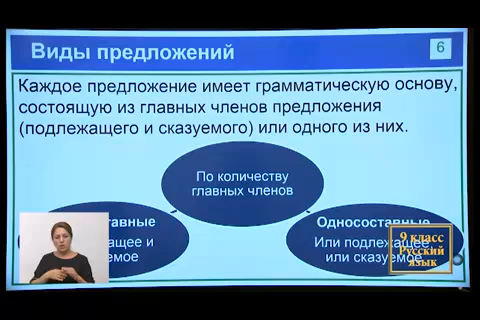 Виды предложений
6
Каждое предложение имеет грамматическую основу,
состоящую из главных членов предложения
(подлежащего и сказуемого) или одного из них.
По количеству
главных членов
Односоставные
Или подлежащее,
или сказуемое
9 класс
Русский
язык